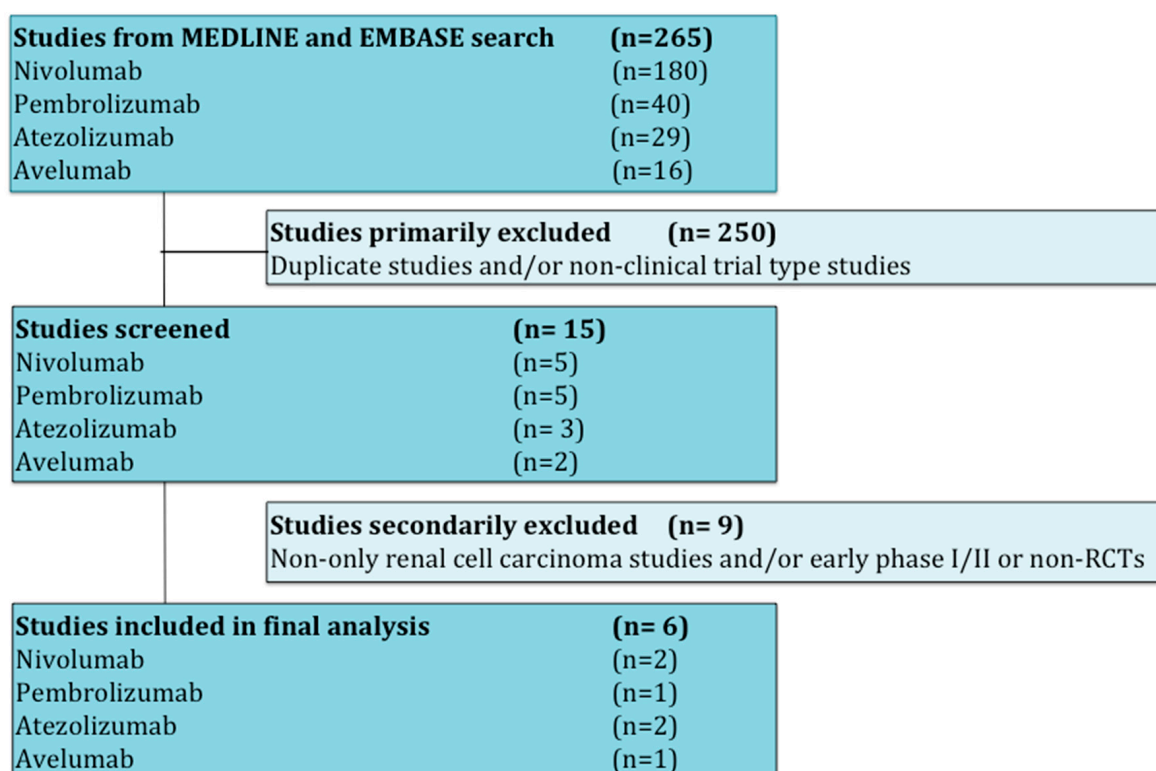 Studies from MEDLINE and EMBASE search (n=265)
Nivolumab (n=180)
Pembrolizumab (n=40)
Atezolizumab (n=29)
Avelumab (n=16)
Studies primarily excluded (n= 250)
Duplicate studies and/or non-clinical trial type studies
Studies screened (n= 15)
Nivolumab (n=5)
Pembrolizumab (n=5)
Atezolizumab (n= 3)
Avelumab (n=2)
Studies secondarily excluded (n= 9)
Non-only renal cell carcinoma studies and/or early phase I/II or non-RCTs
Studies included in final analysis (n= 6)
Nivolumab (n=2)
Pembrolizumab (n=1)
Atezolizumab (n=2)
Avelumab (n=1)